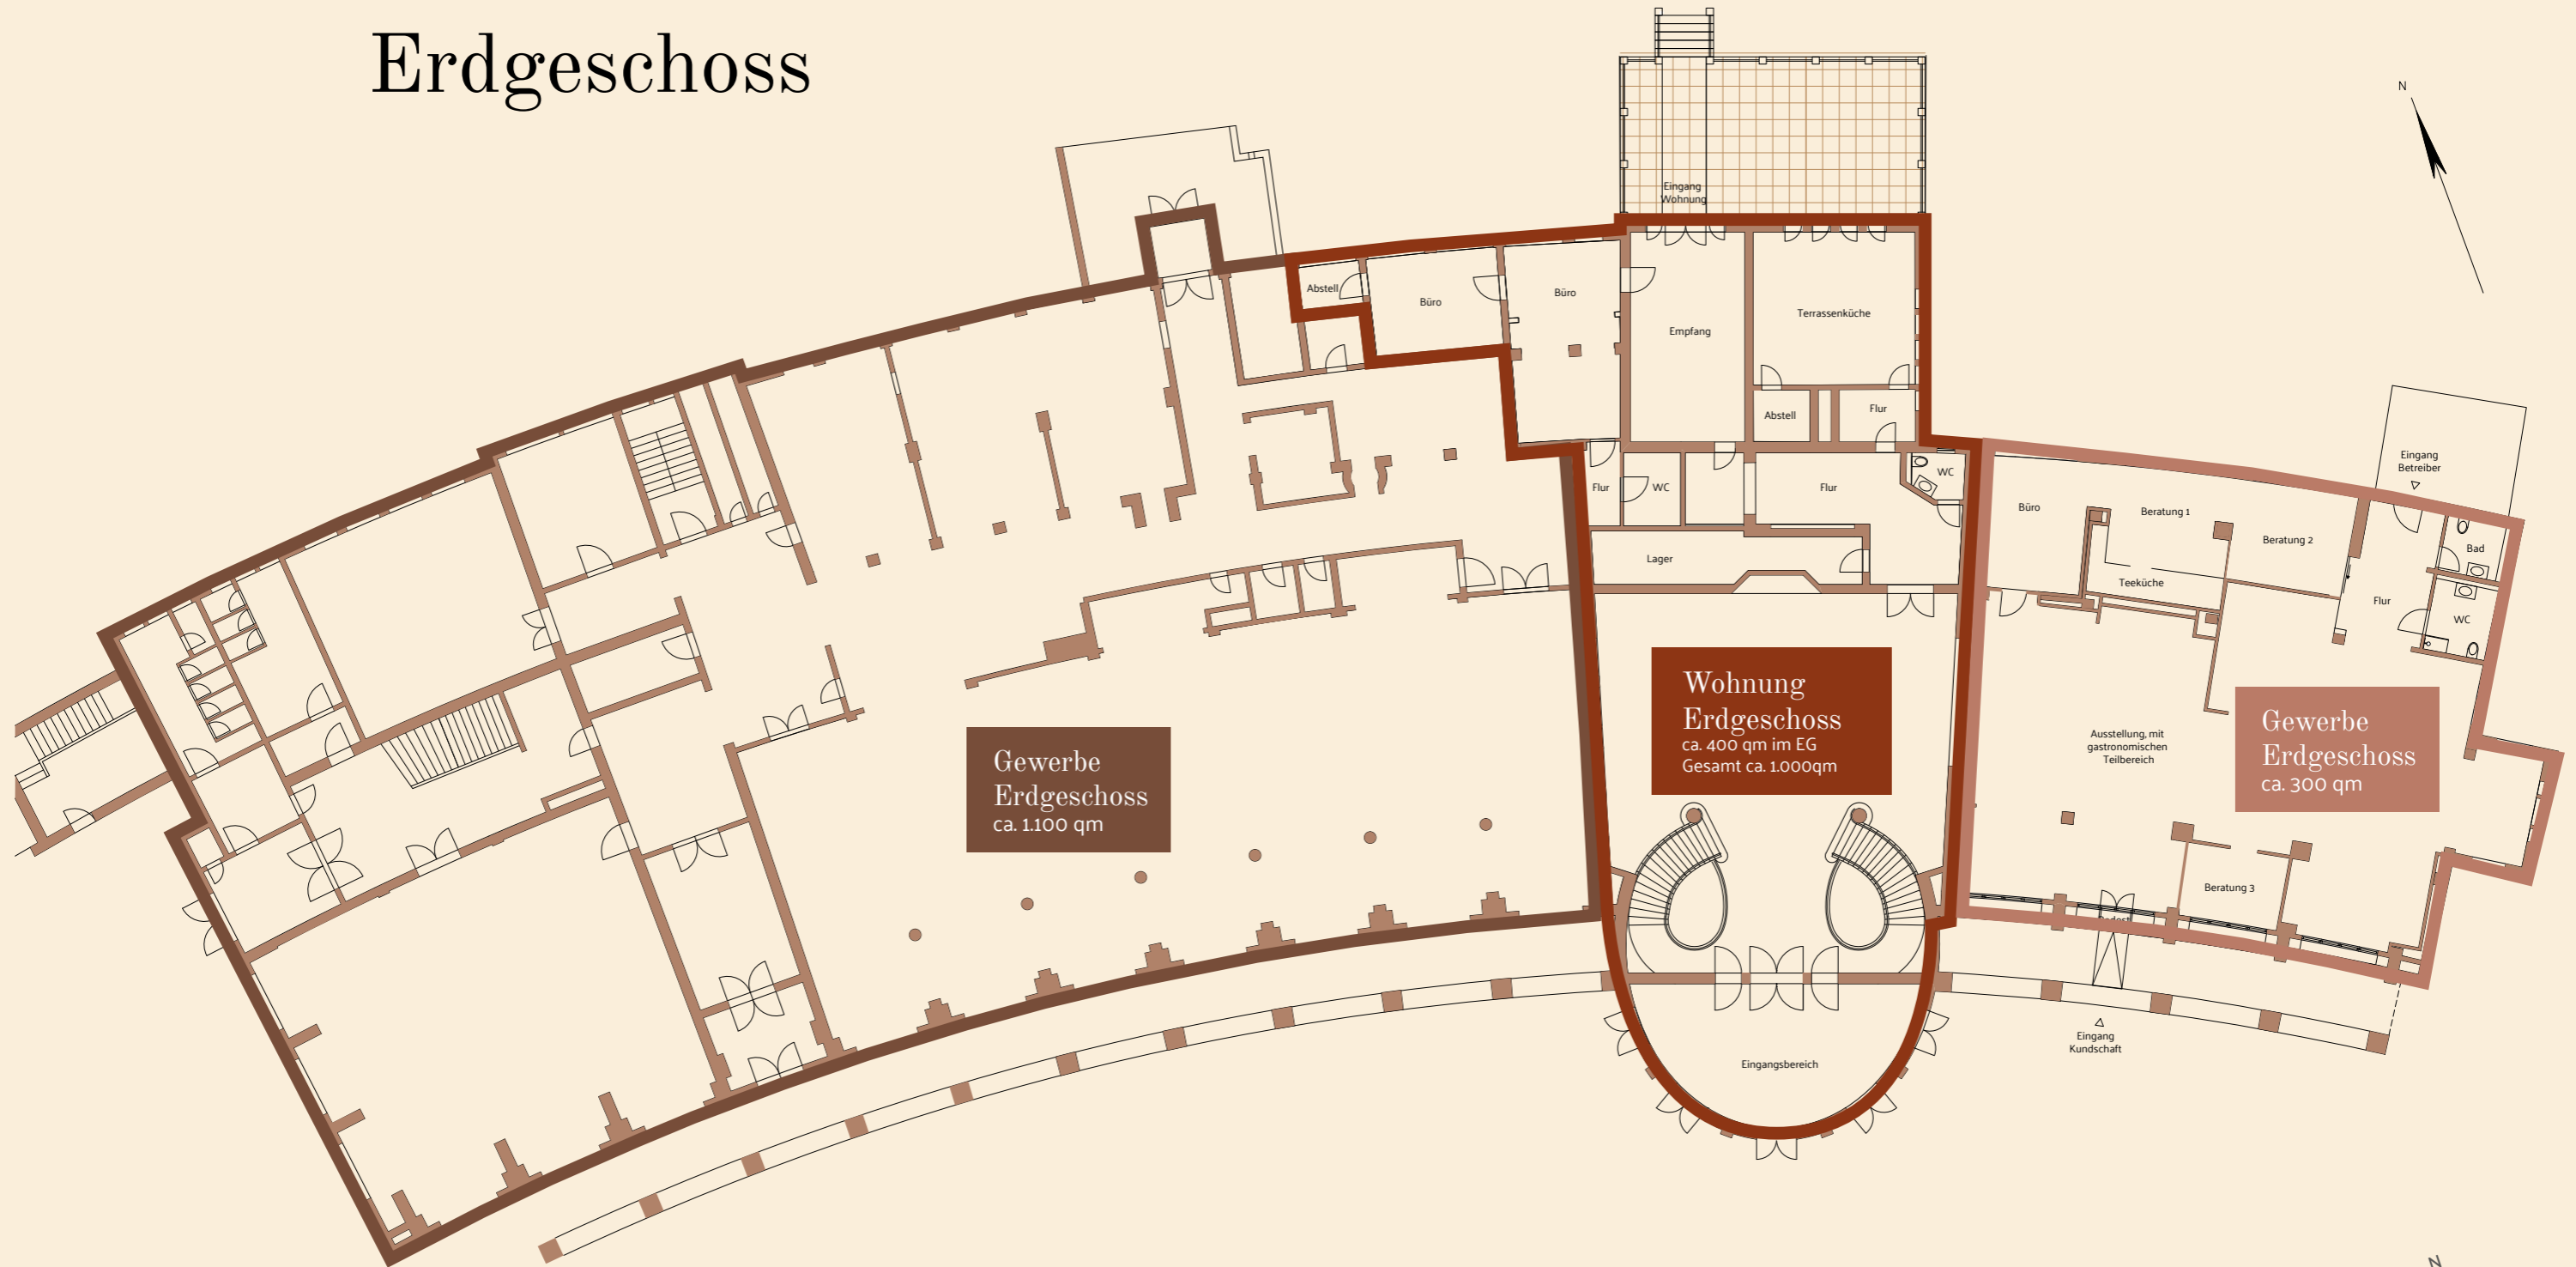 Erdgeschoss
N
Eingang
Wohnung
Abstell
Büro
Büro
Empfang
Terrassenküche
Abstell
Flur
Flur
WC
Flur
WC
Lager
Eingang
Betreiber
Büro
Beratung 1
Beratung 2
Bad
Teeküche
Flur
WC
Wohnung
Erdgeschoss
ca. 400 qm im EG
Gesamt ca. 1.000qm
Gewerbe
Erdgeschoss
ca. 1.100 qm
Ausstellung, mit
gastronomischen
Teilbereich
Gewerbe
Erdgeschoss
ca. 300 qm
Beratung 3
Podest
Eingang
Kundschaft
Eingangsbereich
N